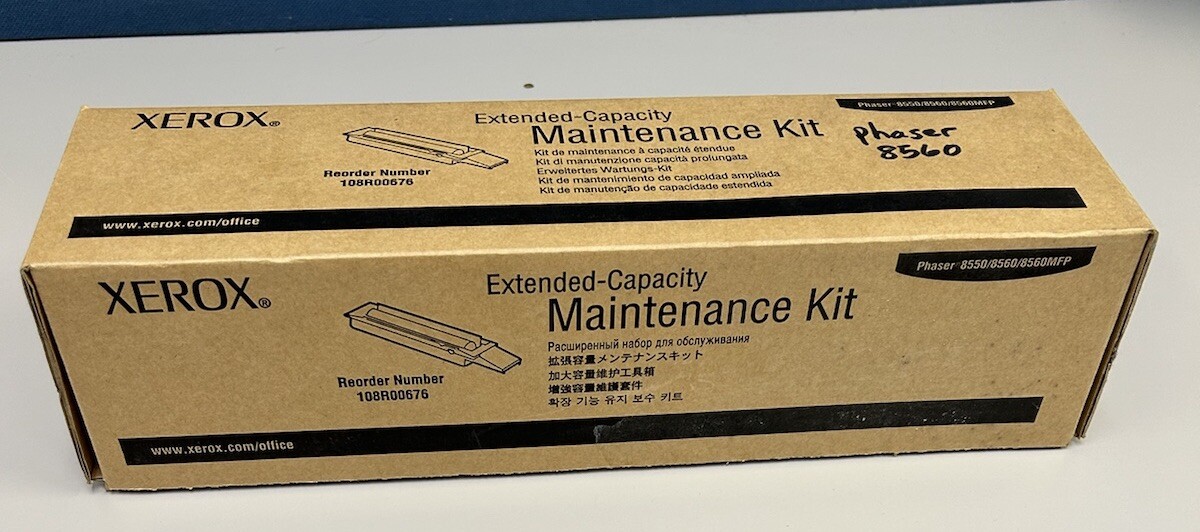 XEROX®
Extended-Capacity
Maintenance Kit
Phaser® 8550/8560/8560MFP
phaser
8560
Kit de maintenance à capacité étendue
Kit di manutenzione capacità prolungata
Erweitertes Wartungs-Kit
Kit de mantenimiento de capacidad ampliada
Kit de manutenção de capacidade estendida
Reorder Number
108R00676
www.xerox.com/office
XEROX®
Extended-Capacity
Maintenance Kit
Phaser® 8550/8560/8560MFP
Расширенный набор для обслуживания
拡張容量メンテナンスキット
加大容量维护工具箱
增強容量維護套件
확장 기능 유지 보수 키트
Reorder Number
108R00676
www.xerox.com/office